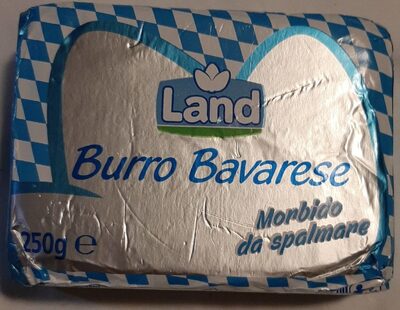 Land
Burro Bavarese
Morbido
da spalmare
250g e